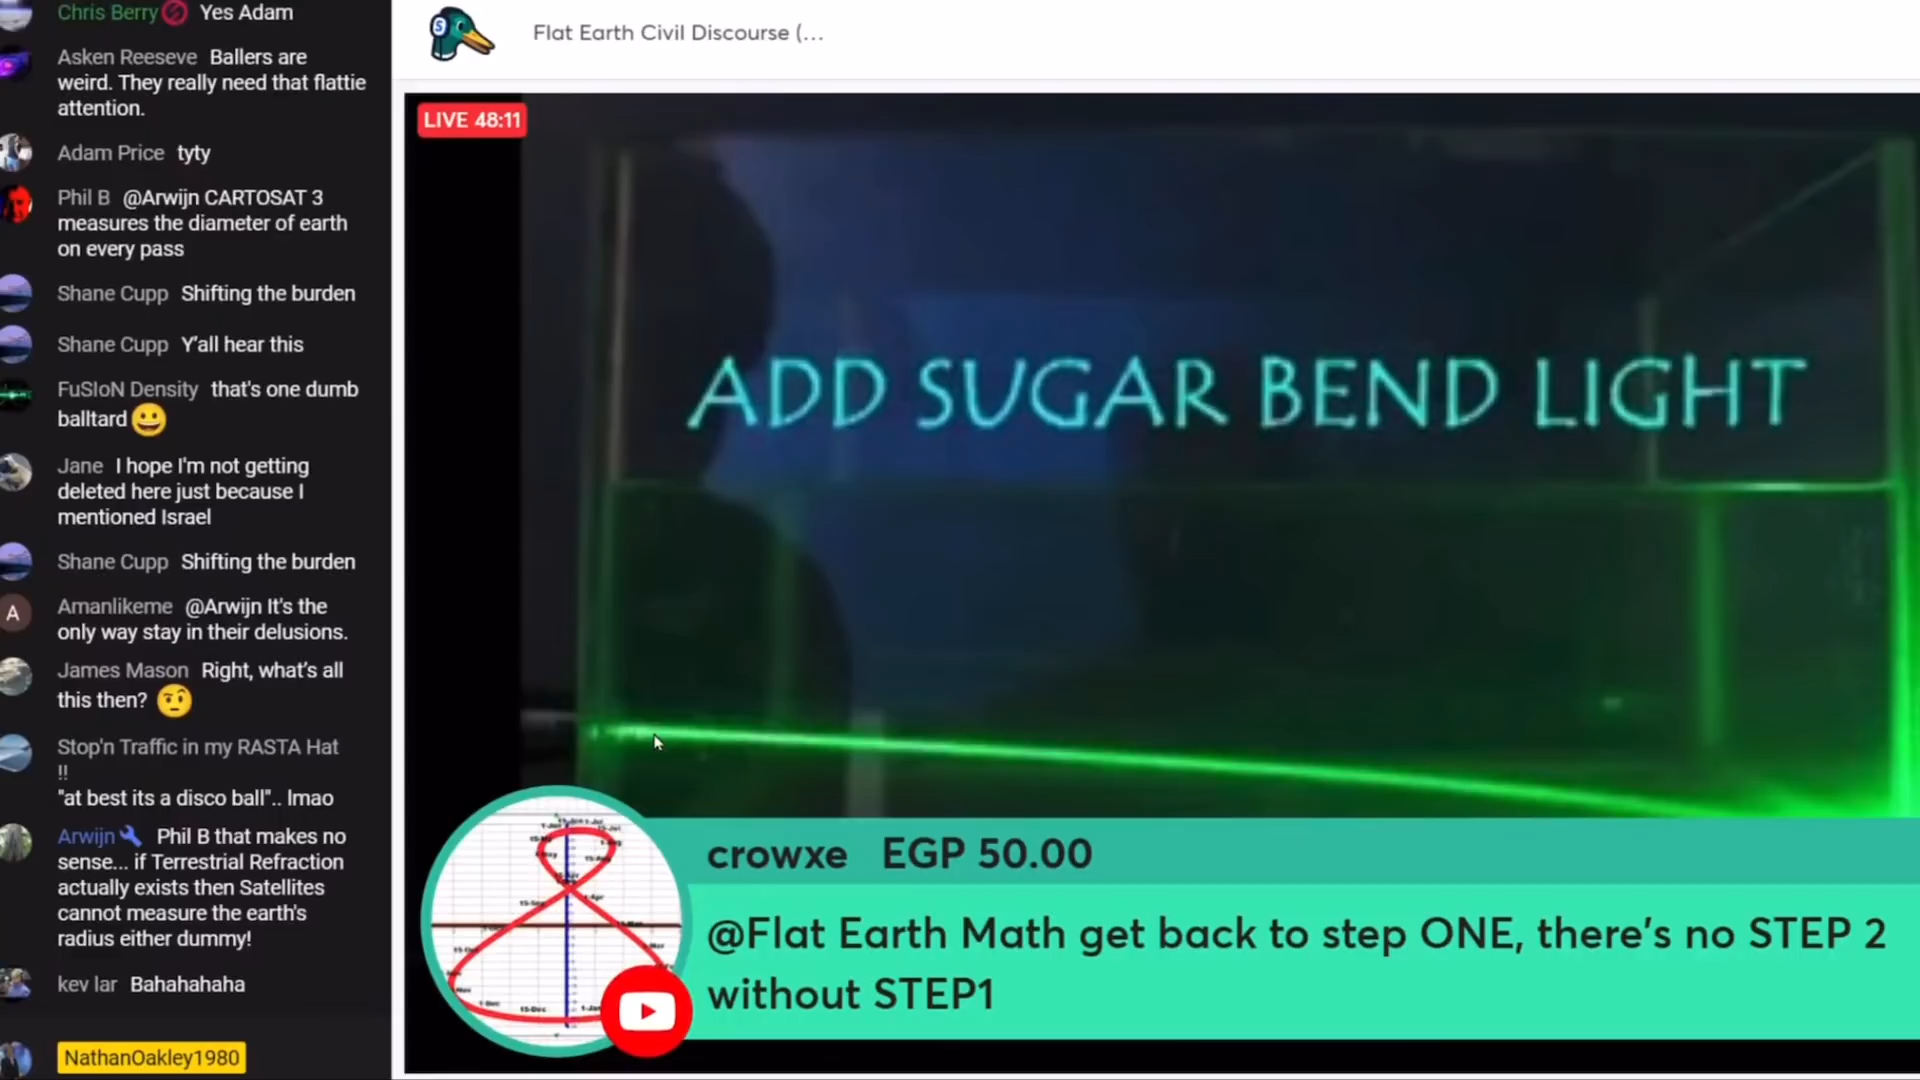 Chris Berry Yes Adam
Asken Reeseve Ballers are
weird. They really need that flattie
attention.
Adam Price tyty
Phil B @Arwijn CARTOSAT 3
measures the diameter of earth
on every pass
Shane Cupp Shifting the burden
Shane Cupp Y'all hear this
FuSIoN Density that's one dumb
balltard😀
Jane I hope I'm not getting
deleted here just because I
mentioned Israel
Shane Cupp Shifting the burden
A
Amanlikeme @Arwijn It's the
only way stay in their delusions.
James Mason Right, what's all
this then? 🤨
Stop'n Traffic in my RASTA Hat
!!
"at best its a disco ball".. lmao
Arwijn Phil B that makes no
sense... if Terrestrial Refraction
actually exists then Satellites
cannot measure the earth's
radius either dummy!
kev lar Bahahahaha
NathanOakley1980
S
Flat Earth Civil Discourse (...
LIVE 48:11
ADD SUGAR BEND LIGHT
crowxe EGP 50.00
@Flat Earth Math get back to step ONE, there's no STEP 2
without STEP1